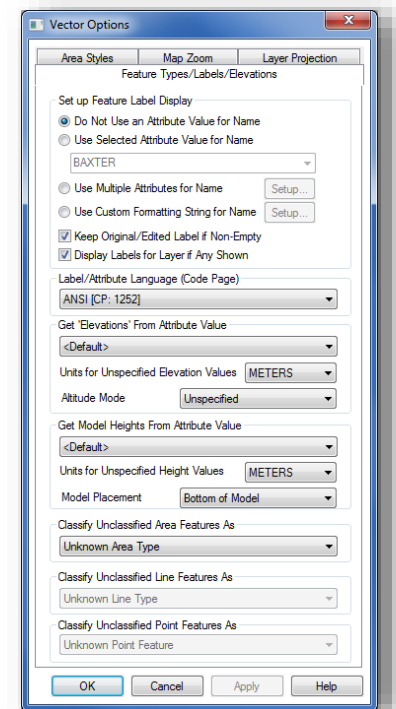 Vector Options
Area Styles Map Zoom Layer Projection
Feature Types/Labels/Elevations
Set up Feature Label Display
Do Not Use an Attribute Value for Name
Use Selected Attribute Value for Name
BAXTER
Use Multiple Attributes for Name Setup...
Use Custom Formatting String for Name Setup...
Keep Original/Edited Label if Non-Empty
Display Labels for Layer if Any Shown
Label/Attribute Language (Code Page)
ANSI [CP: 1252]
Get 'Elevations' From Attribute Value
<Default>
Units for Unspecified Elevation Values METERS
Altitude Mode Unspecified
Get Model Heights From Attribute Value
<Default>
Units for Unspecified Height Values METERS
Model Placement Bottom of Model
Classify Unclassified Area Features As
Unknown Area Type
Classify Unclassified Line Features As
Unknown Line Type
Classify Unclassified Point Features As
Unknown Point Feature
OK Cancel Apply Help